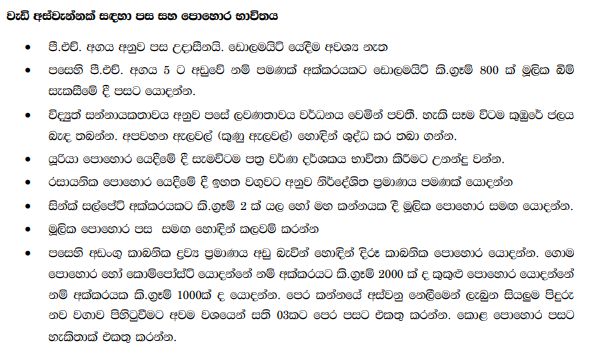 වැඩි අස්වැන්නක් සඳහා පස සහ පොහොර භාවිතය
• පී.එච්. අගය අනුව පස උදාසීනයි. ඩොලමයිට් යෙදීම අවශ්‍ය නැත
• පසෙහි පී.එච්. අගය 5 ට අඩුවේ නම් පමණක් අක්කරයකට ඩොලමයිට් කි.ග්‍රෑම් 800 ක් මූලික බිම්
සැකසීමේ දී පසට යොදන්න.
• විද්‍යුත් සන්නායකතාවය අනුව පසේ ලවණතාවය වර්ධනය වෙමින් පවතී. හැකි සෑම විටම කුඹුරේ ජලය
බැඳ තබන්න. අපවහන ඇලවල් (කුණු ඇලවල්) හොඳින් ශුද්ධ කර තබා ගන්න.
• යූරියා පොහොර යෙදීමේ දී සැමවිටම පත්‍ර වර්ණ දර්ශකය භාවිතා කිරීමට උනන්දු වන්න.
• රසායනික පොහොර යෙදීමේ දී ඉහත වගුවට අනුව නිර්දේශිත ප්‍රමාණය පමණක් යොදන්න
• සින්ක් සල්පේට් අක්කරයකට කි.ග්‍රෑම් 2 ක් යල හෝ මහ කන්නයක දී මූලික පොහොර සමඟ යොදන්න.
• මූලික පොහොර පස සමඟ හොඳින් කලවම් කරන්න
• පසෙහි අඩංගු කාබනික ද්‍රව්‍ය ප්‍රමාණය අඩු බැවින් හොඳින් දිරූ කාබනික පොහොර යොදන්න. ගොම
පොහොර හෝ කොම්පෝස්ට් යොදන්නේ නම් අක්කරයට කි.ග්‍රෑම් 2000 ක් ද කුකුළු පොහොර යොදන්නේ
නම් අක්කරයක කි.ග්‍රෑම් 1000ක් ද යොදන්න. පෙර කන්නයේ අස්වනු නෙලීමෙන් ලැබුන සියලුම පිදුරු
නව වගාව පිහිටුවීමට අවම වශයෙන් සති 03කට පෙර පසට එකතු කරන්න. කොළ පොහොර පසට
හැකිතාක් එකතු කරන්න.